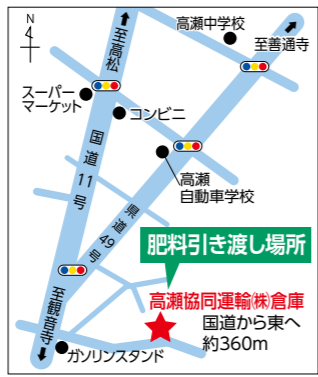 N
至高松
高瀬中学校
至善通寺
スーパー
マーケット
コンビニ
国道11号
高瀬
自動車学校
県道49号
肥料引き渡し場所
高瀬協同運輸㈱倉庫
国道から東へ
約360m
至観音寺
ガソリンスタンド